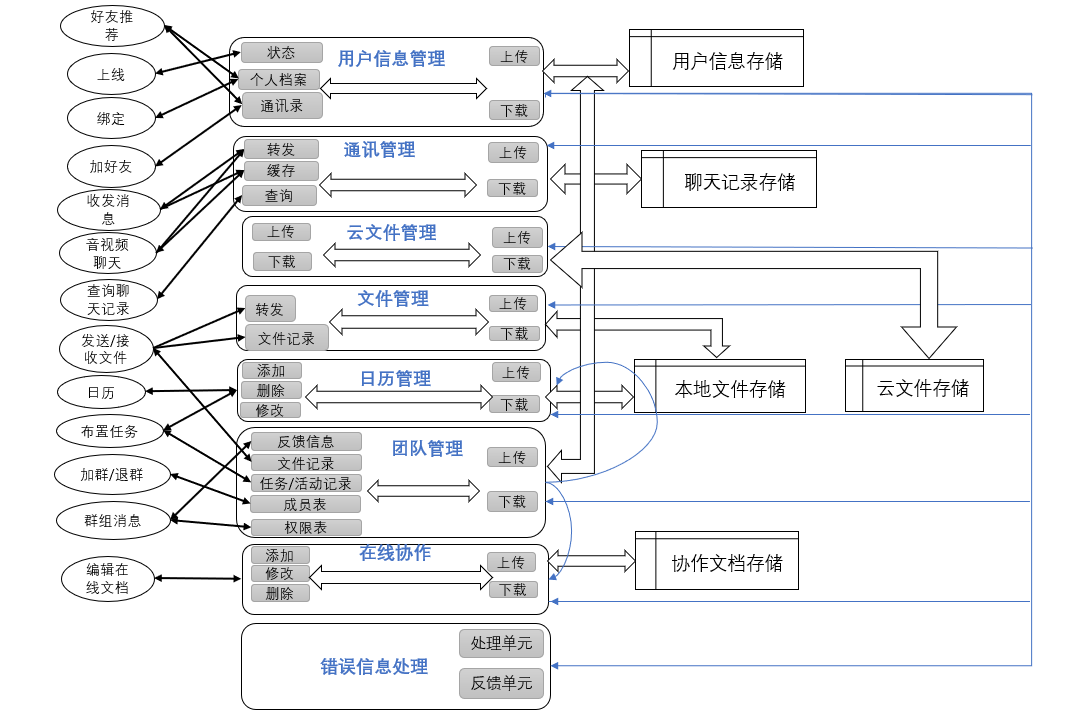 好友推
荐
上线
绑定
加好友
收发消
息
音视频
聊天
查询聊
天记录
发送/接
收文件
日历
布置任务
加群/退群
群组消息
编辑在
线文档
用户信息管理
状态
个人档案
通讯录
上传
下载
通讯管理
转发
缓存
查询
上传
下载
云文件管理
上传
下载
上传
下载
文件管理
转发
文件记录
上传
下载
日历管理
添加
删除
修改
上传
下载
团队管理
反馈信息
文件记录
任务/活动记录
成员表
权限表
上传
下载
在线协作
添加
修改
删除
上传
下载
错误信息处理
处理单元
反馈单元
用户信息存储
聊天记录存储
本地文件存储
云文件存储
协作文档存储